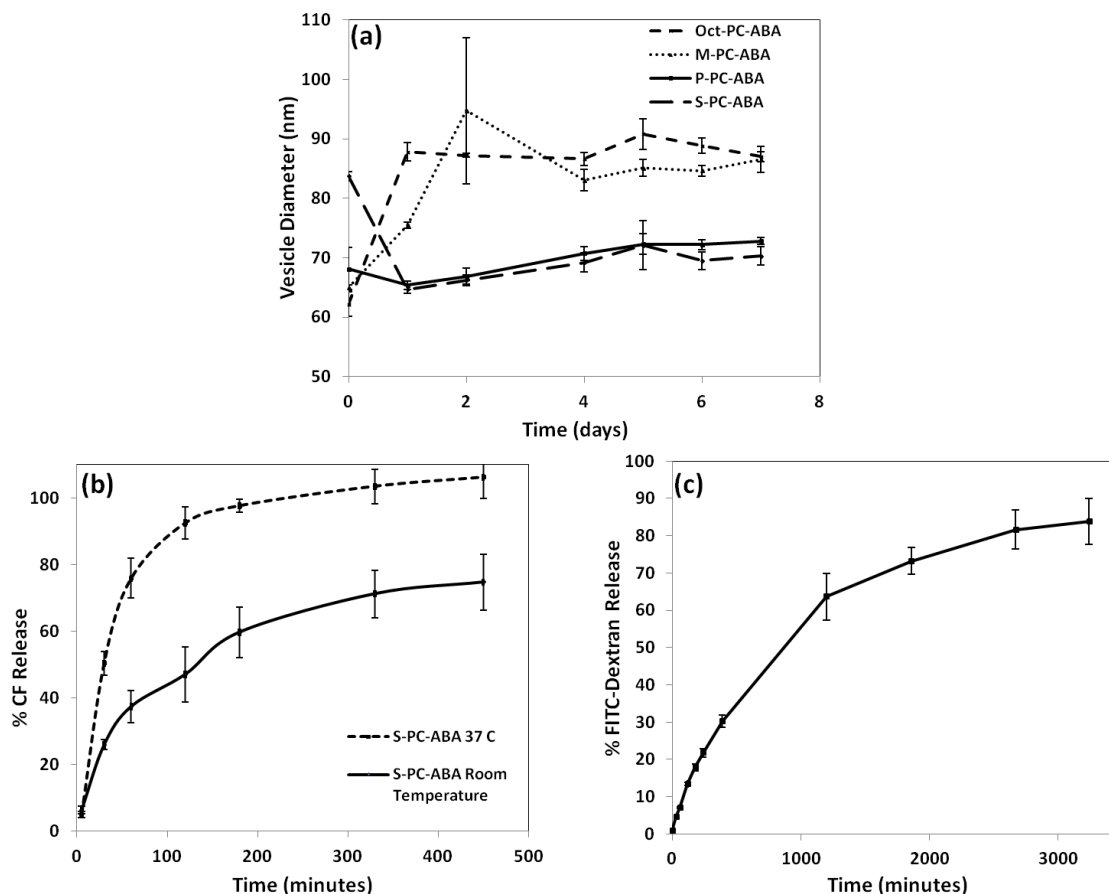 (a)
Oct-PC-ABA
M-PC-ABA
P-PC-ABA
S-PC-ABA
Vesicle Diameter (nm)
110
100
90
80
70
60
50
0 2 4 6 8
Time (days)
(b)
% CF Release
100
80
60
40
20
0
S-PC-ABA 37 C
S-PC-ABA Room
Temperature
0 100 200 300 400 500
Time (minutes)
(c)
% FITC-Dextran Release
100
90
80
70
60
50
40
30
20
10
0
0 1000 2000 3000
Time (minutes)